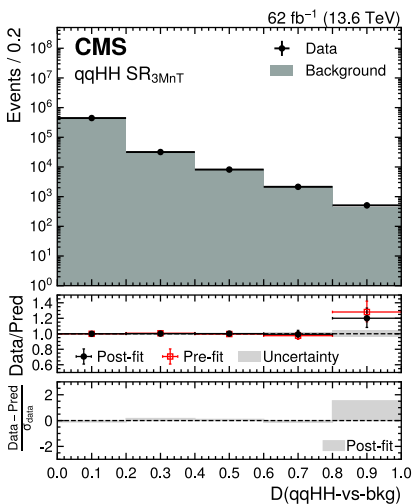 62 fb⁻¹ (13.6 TeV)
CMS
qqHH SR₃MnT
Data
Background
Events / 0.2
10⁸
10⁷
10⁶
10⁵
10⁴
10³
10²
10¹
10⁰
Data/Pred
1.4
1.2
1.0
0.8
0.6
Post-fit Pre-fit Uncertainty
Data − Pred
σdata
2
0
−2
Post-fit
0.0 0.1 0.2 0.3 0.4 0.5 0.6 0.7 0.8 0.9 1.0
D(qqHH-vs-bkg)